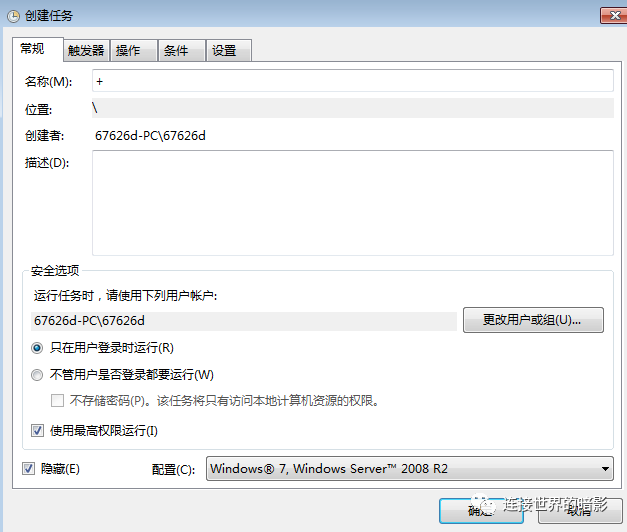 创建任务
常规 触发器 操作 条件 设置
名称(M): +
位置: \
创建者: 67626d-PC\67626d
描述(D):
安全选项
运行任务时，请使用下列用户帐户:
67626d-PC\67626d 更改用户或组(U)...
只在用户登录时运行(R)
不管用户是否登录都要运行(W)
不存储密码(P)。该任务将只有访问本地计算机资源的权限。
使用最高权限运行(I)
隐藏(E) 配置(C): Windows® 7, Windows Server™ 2008 R2
确定 取消
连接世界的暗影